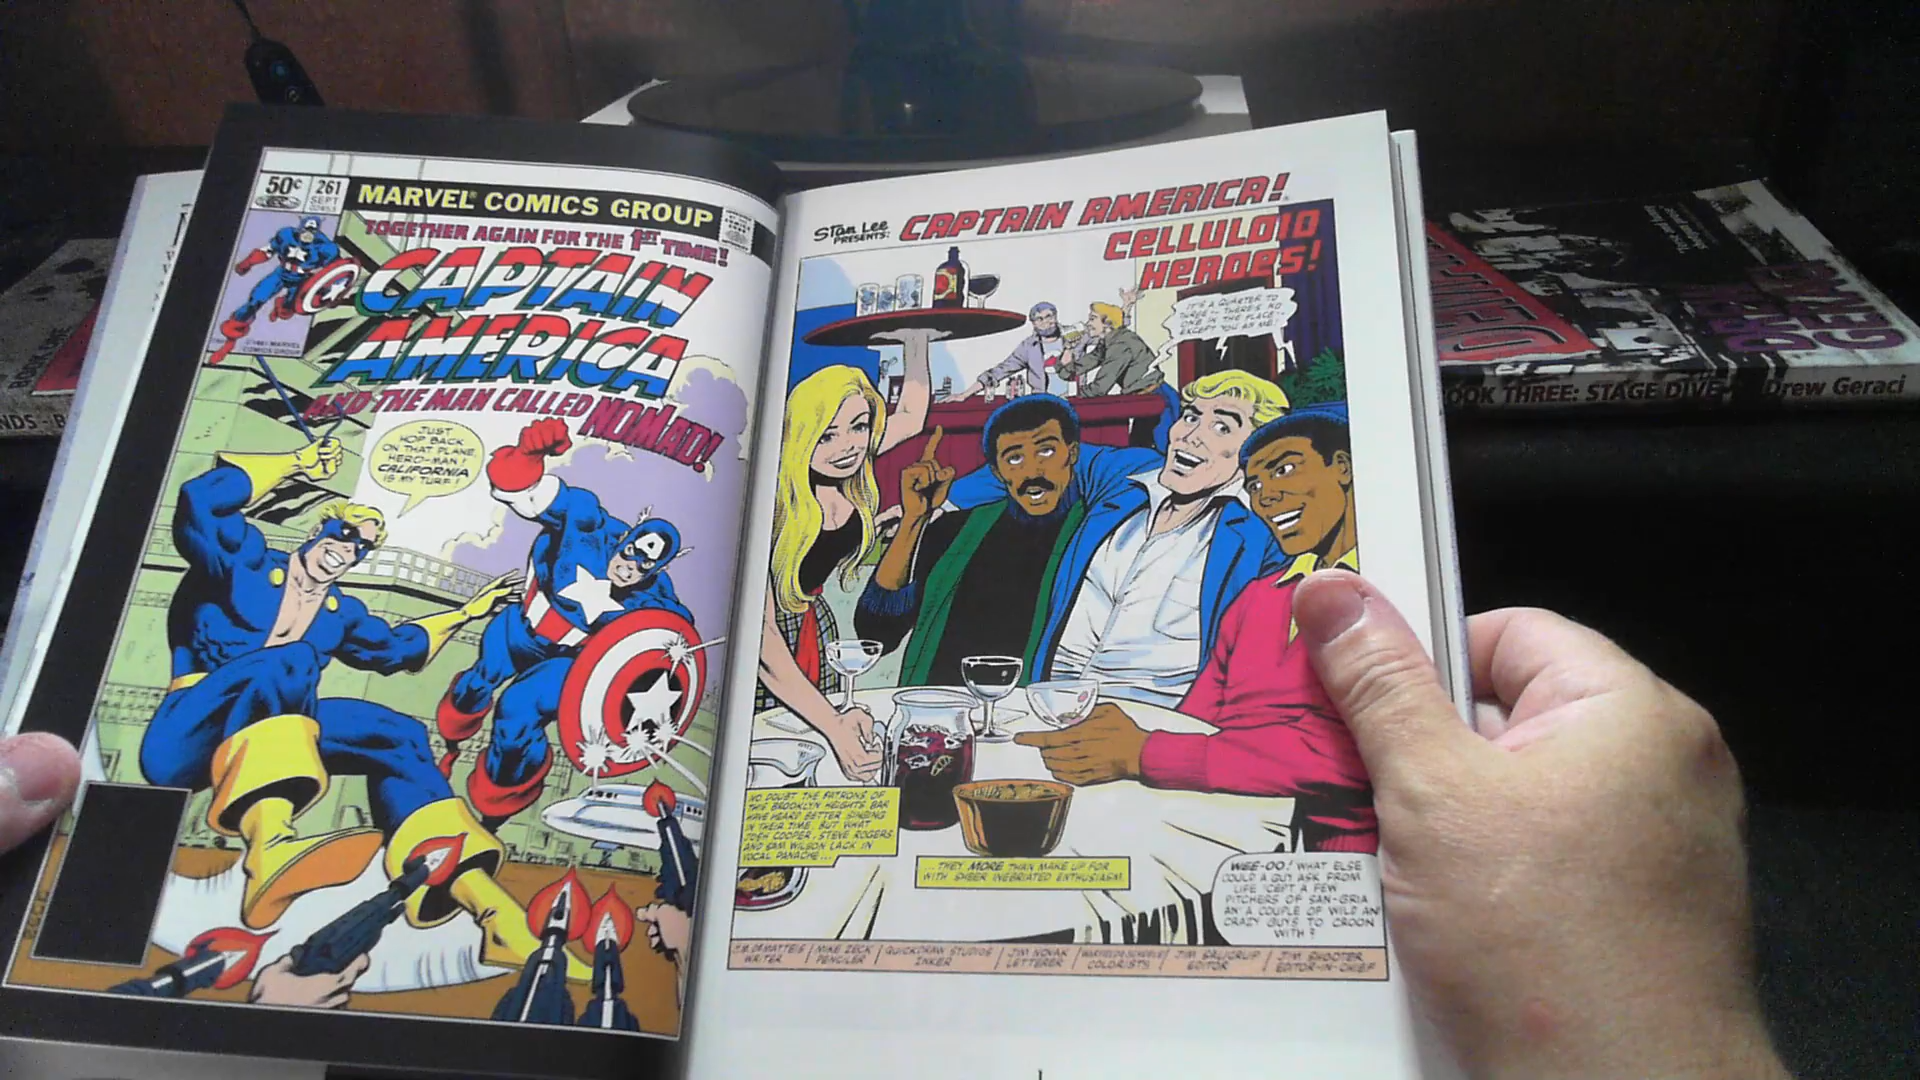 50¢
261
SEPT
MARVEL® COMICS GROUP
TOGETHER AGAIN FOR THE 1ST TIME!
CAPTAIN
AMERICA
AND THE MAN CALLED NOMAD!
©1981 MARVEL
COMICS GROUP
JUST
HOP BACK
ON THAT PLANE,
HERO-MAN!
CALIFORNIA
IS MY TURF!
Stan Lee
PRESENTS:
CAPTAIN AMERICA!
CELLULOID
HEROES!
IT'S A QUARTER TO
THREE-- THERE'S NO
ONE IN THE PLACE--
EXCEPT YOU AN' ME!
NO DOUBT THE PATRONS OF
THIS BROOKLYN HEIGHTS BAR
HAVE HEARD BETTER SINGING
IN THEIR TIME, BUT WHAT
JOSH COOPER, STEVE ROGERS
AND SAM WILSON LACK IN
VOCAL PANACHE...
...THEY MORE THAN MAKE UP FOR
WITH SHEER INEBRIATED ENTHUSIASM.
WEE-OO! WHAT ELSE
COULD A GUY ASK FROM
LIFE 'CEPT A FEW
PITCHERS OF SAN-GRIA
AN' A COUPLE OF WILD AN'
CRAZY GUYS TO CROON
WITH?
J.M. DEMATTEIS
WRITER
MIKE ZECK
PENCILER
QUICKDRAW STUDIOS
INKER
JIM NOVAK
LETTERER
COLORISTS
JIM SALICRUP
EDITOR
JIM SHOOTER
EDITOR-IN-CHIEF
BOOK THREE: STAGE DIVE
Drew Geraci